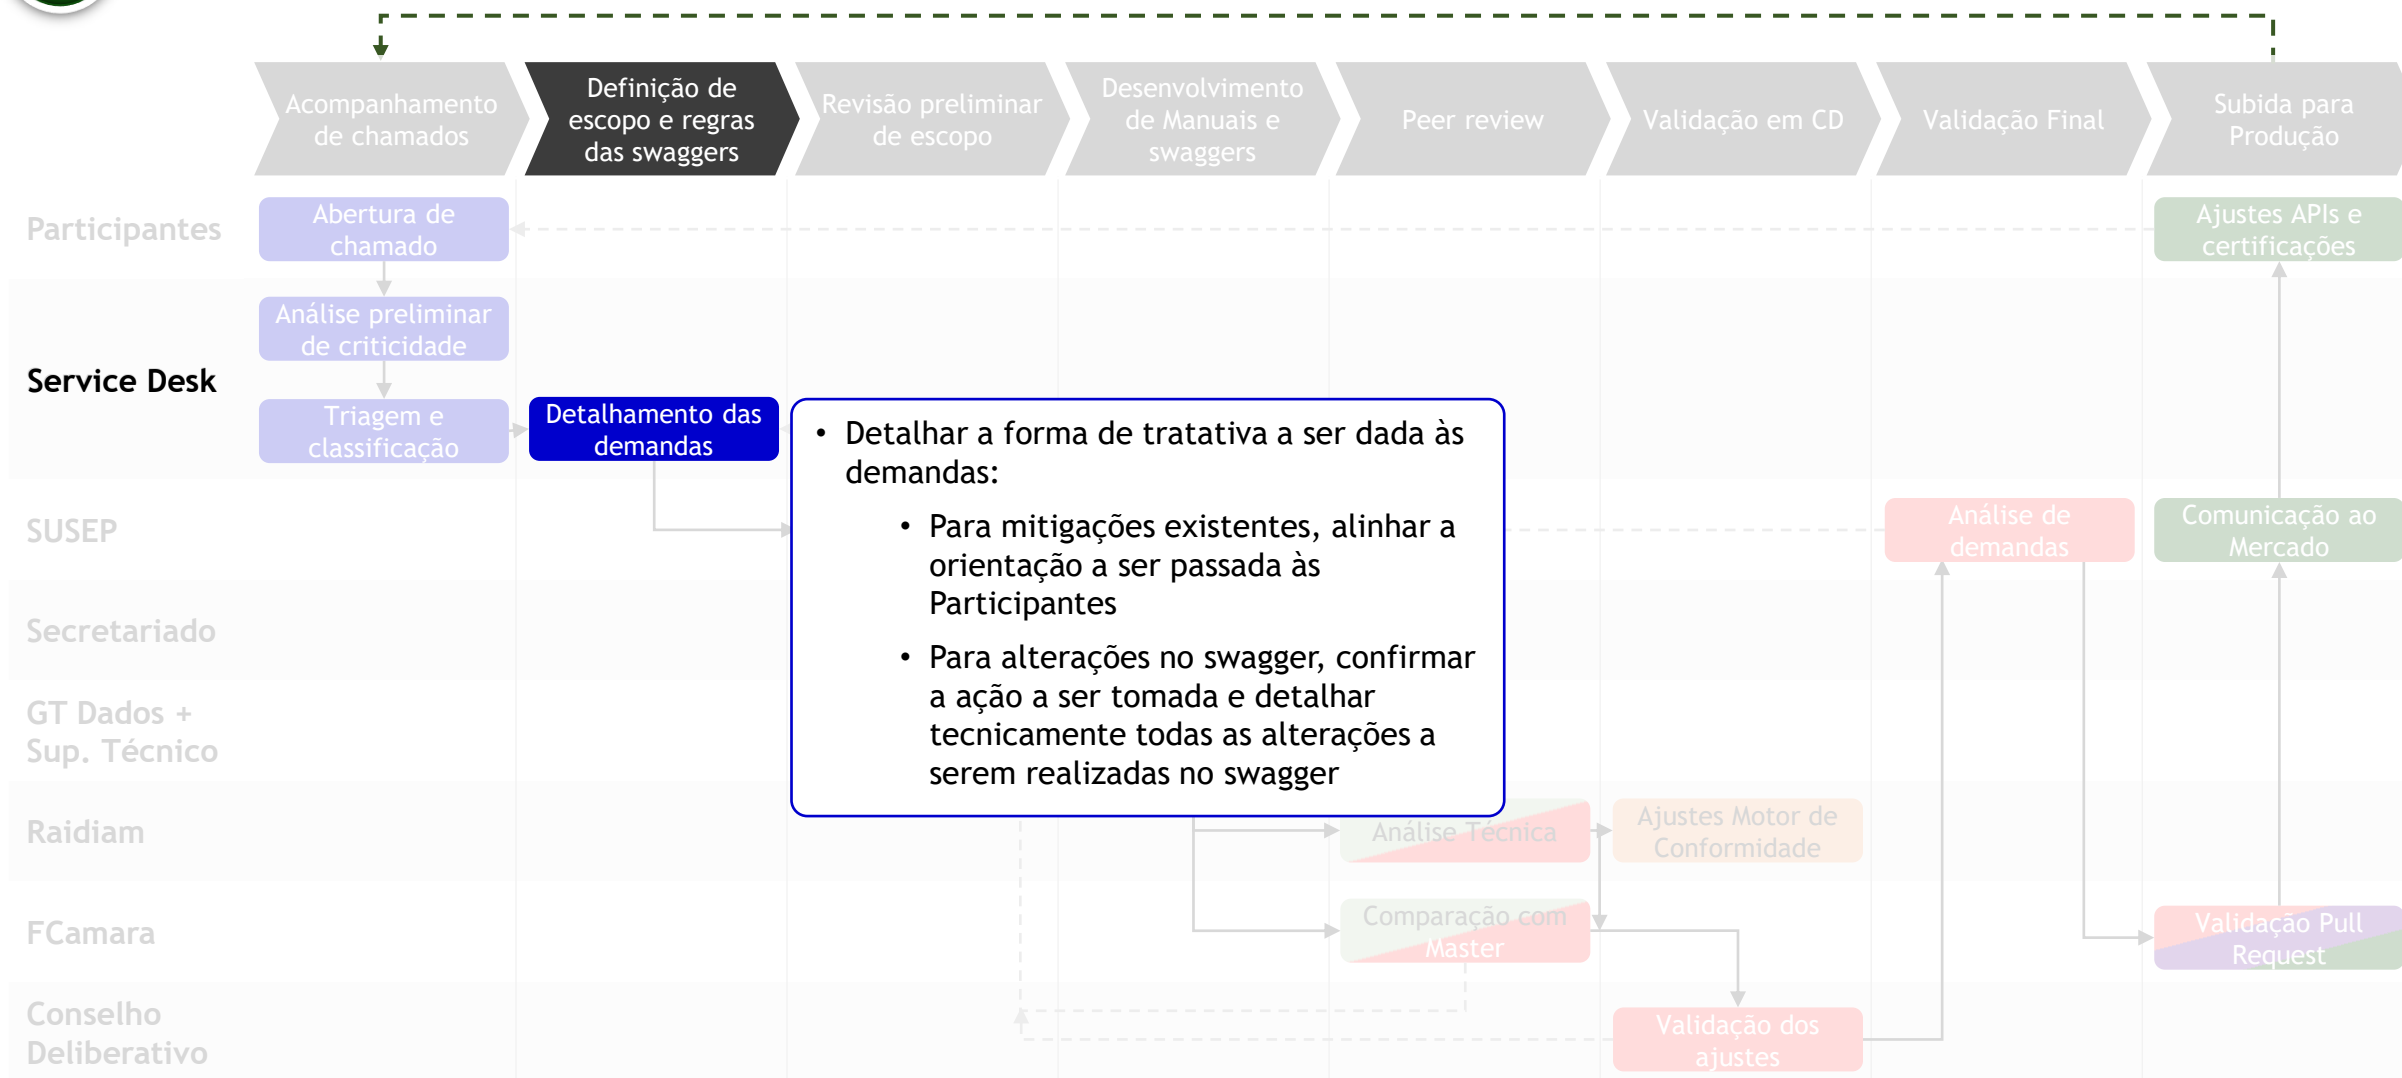 Acompanhamento
de chamados
Definição de
escopo e regras
das swaggers
Revisão preliminar
de escopo
Desenvolvimento
de Manuais e
swaggers
Peer review
Validação em CD
Validação Final
Subida para
Produção
Participantes
Abertura de
chamado
Ajustes APIs e
certificações
Service Desk
Análise preliminar
de criticidade
Triagem e
classificação
Detalhamento das
demandas
• Detalhar a forma de tratativa a ser dada às
demandas:
• Para mitigações existentes, alinhar a
orientação a ser passada às
Participantes
• Para alterações no swagger, confirmar
a ação a ser tomada e detalhar
tecnicamente todas as alterações a
serem realizadas no swagger
SUSEP
Análise de
demandas
Comunicação ao
Mercado
Secretariado
GT Dados +
Sup. Técnico
Raidiam
Análise Técnica
Ajustes Motor de
Conformidade
FCamara
Comparação com
Master
Validação Pull
Request
Conselho
Deliberativo
Validação dos
ajustes